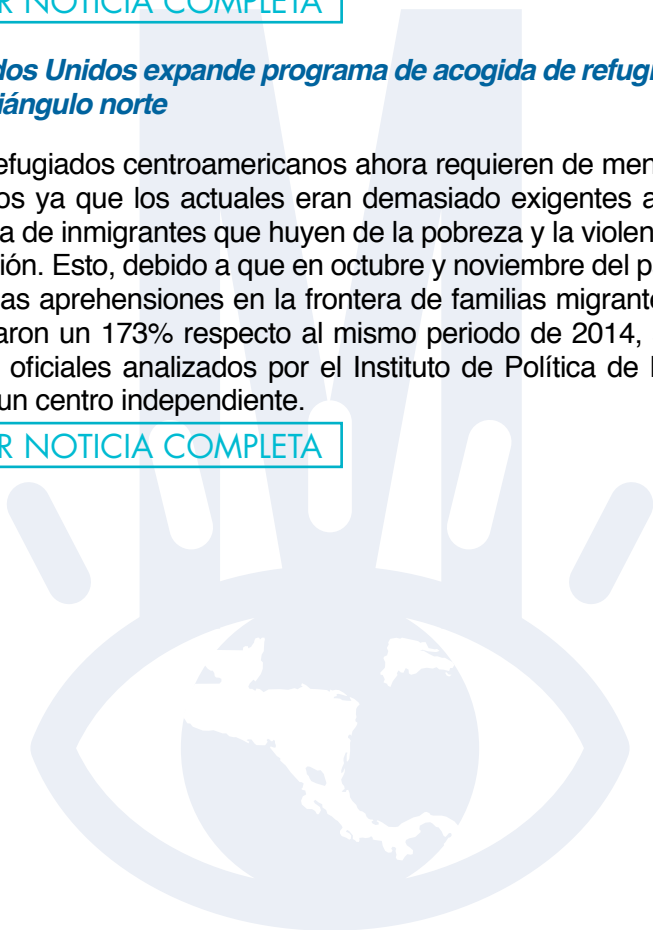 R NOTICIA COMPLETA
dos Unidos expande programa de acogida de refugi
iángulo norte
efugiados centroamericanos ahora requieren de men
os ya que los actuales eran demasiado exigentes a
a de inmigrantes que huyen de la pobreza y la violen
ión. Esto, debido a que en octubre y noviembre del p
as aprehensiones en la frontera de familias migrante
aron un 173% respecto al mismo periodo de 2014,
oficiales analizados por el Instituto de Política de
un centro independiente.
R NOTICIA COMPLETA